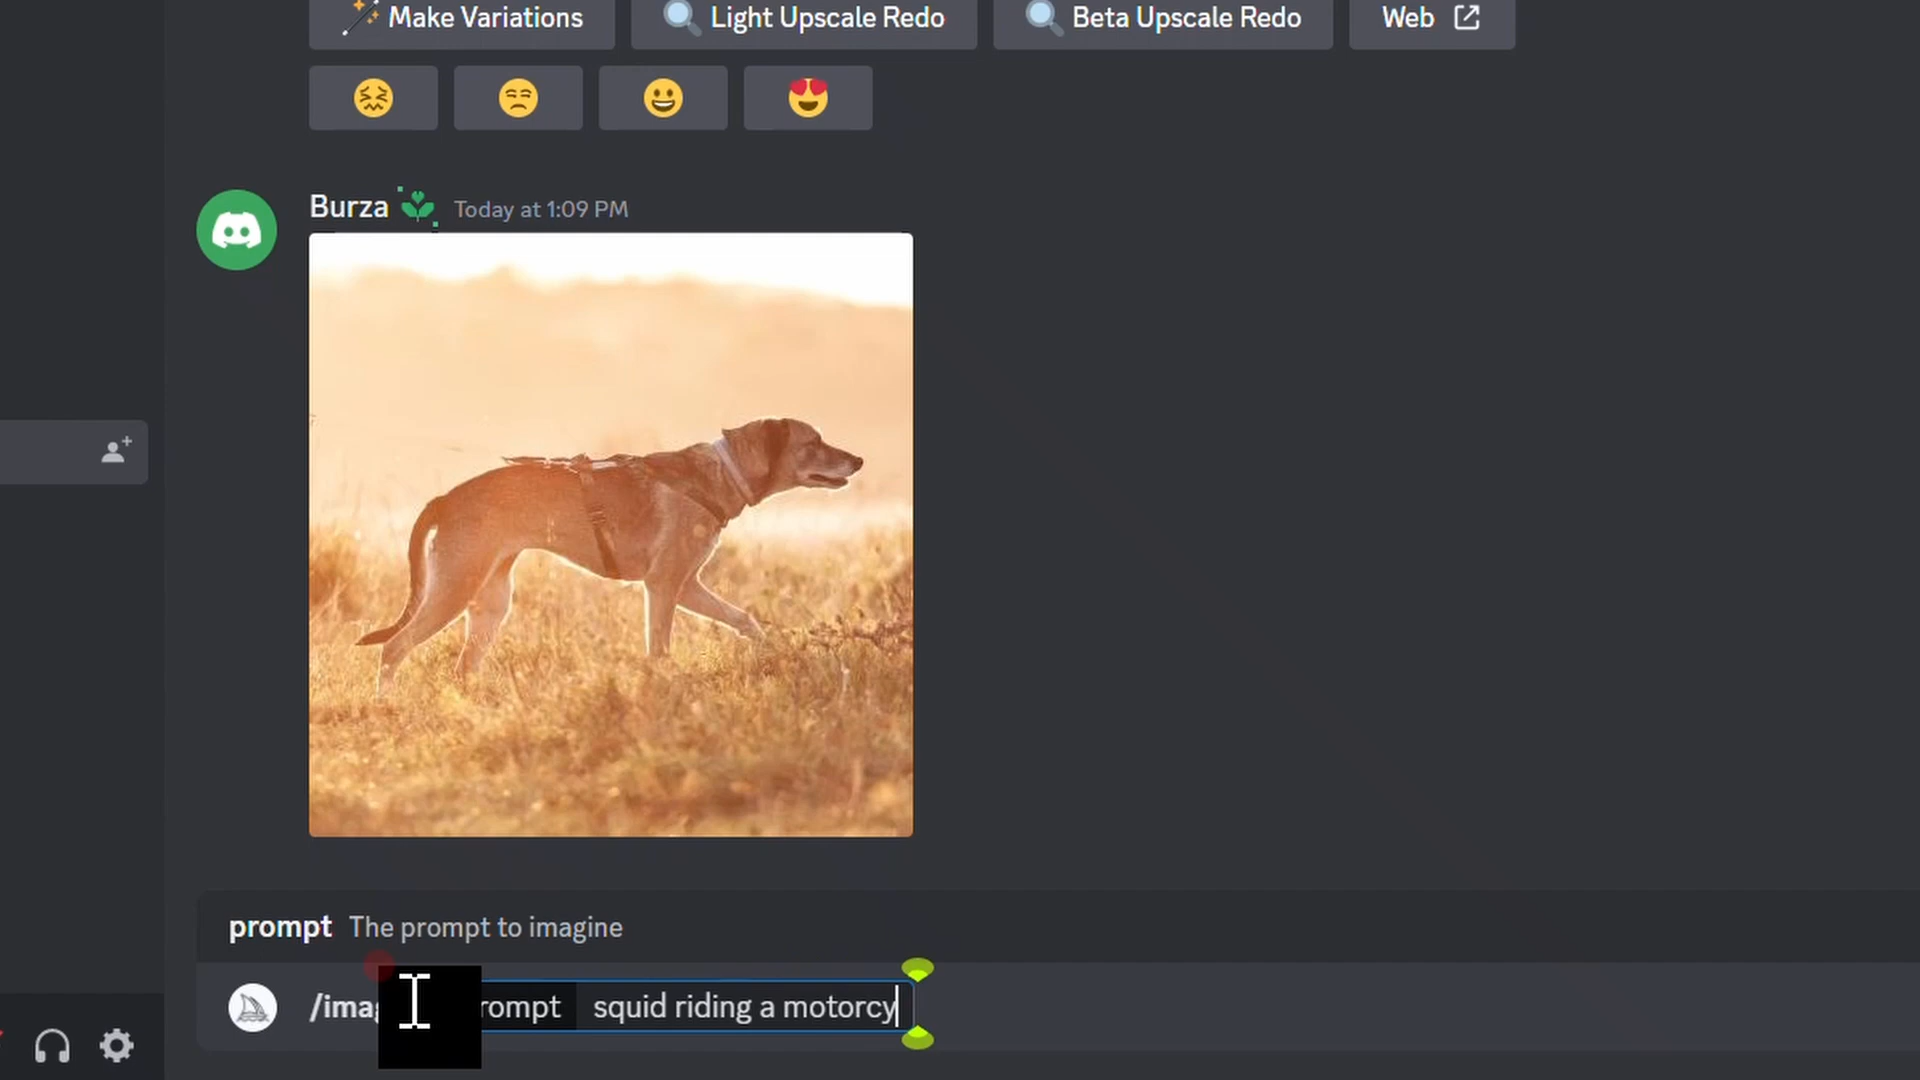 Make Variations Light Upscale Redo Beta Upscale Redo Web
Burza Today at 1:09 PM
prompt The prompt to imagine
/imag rompt squid riding a motorcy